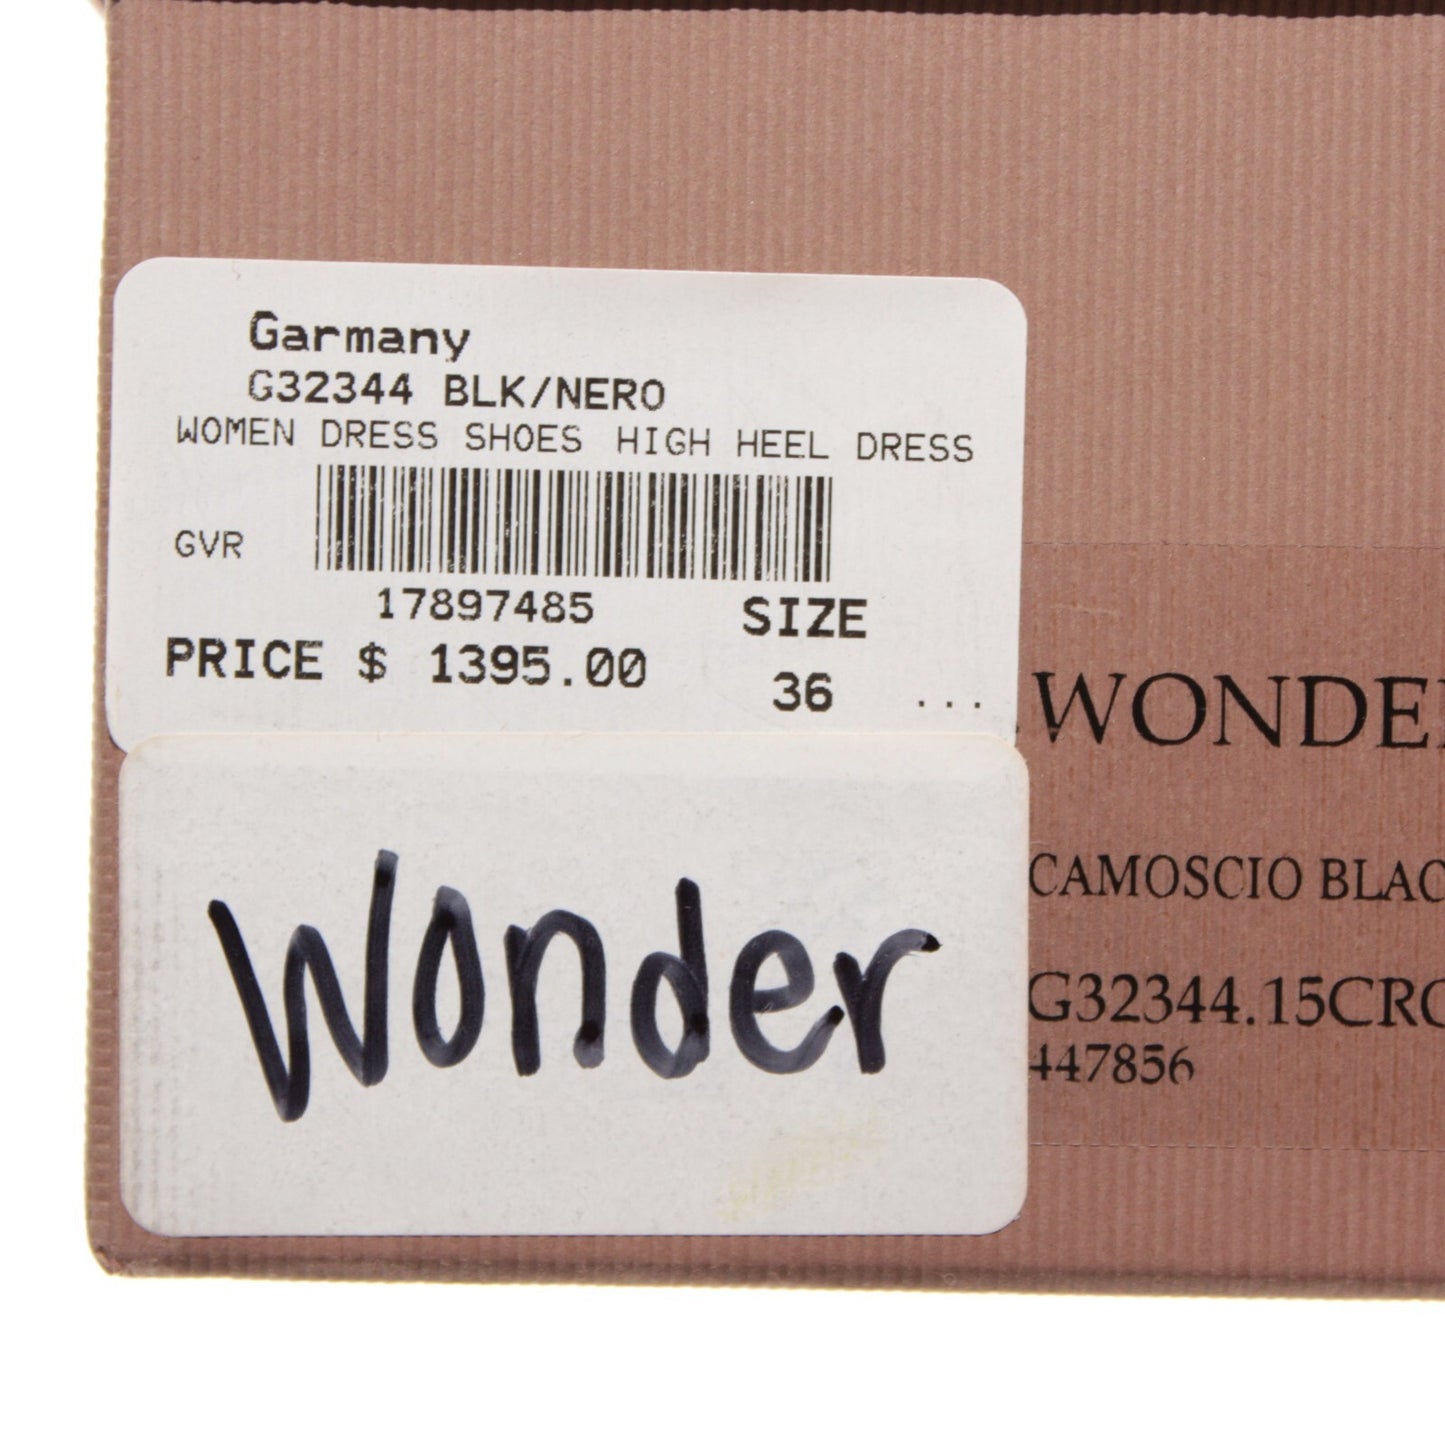 Garmany
G32344 BLK/NERO
WOMEN DRESS SHOES HIGH HEEL DRESS
GVR
17897485 SIZE
PRICE $ 1395.00 36 ...
WONDE
CAMOSCIO BLAC
G32344.15CRO
447856
Wonder